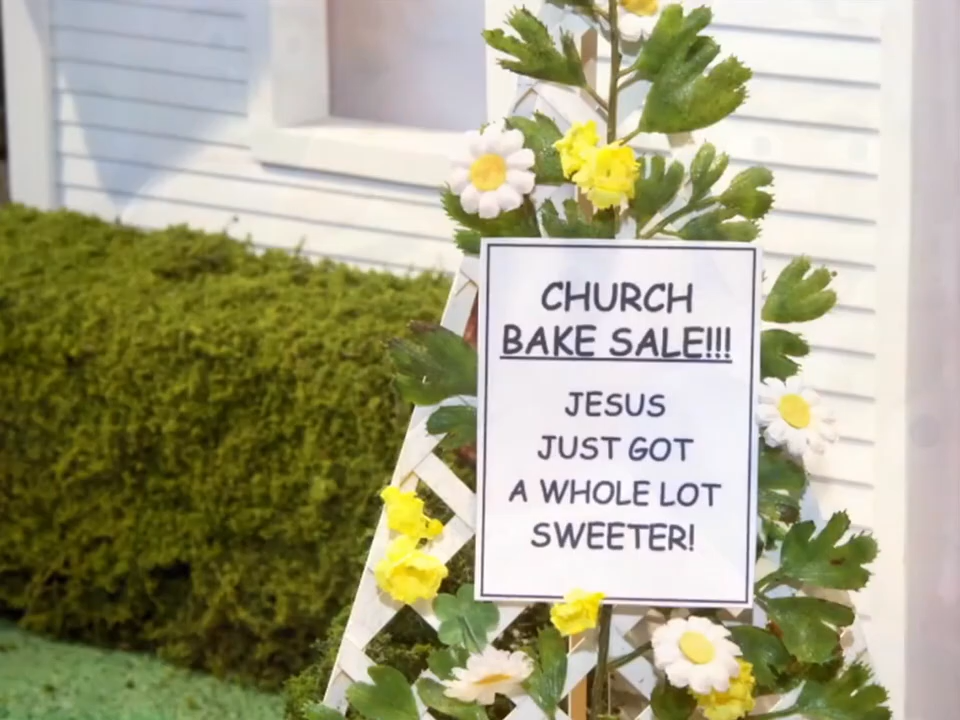 CHURCH
BAKE SALE!!!
JESUS
JUST GOT
A WHOLE LOT
SWEETER!